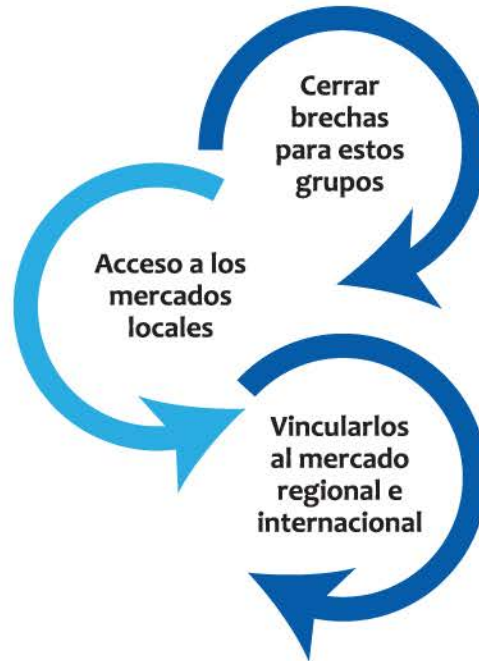 Cerrar
brechas
para estos
grupos
Acceso a los
mercados
locales
Vincularlos
al mercado
regional e
internacional